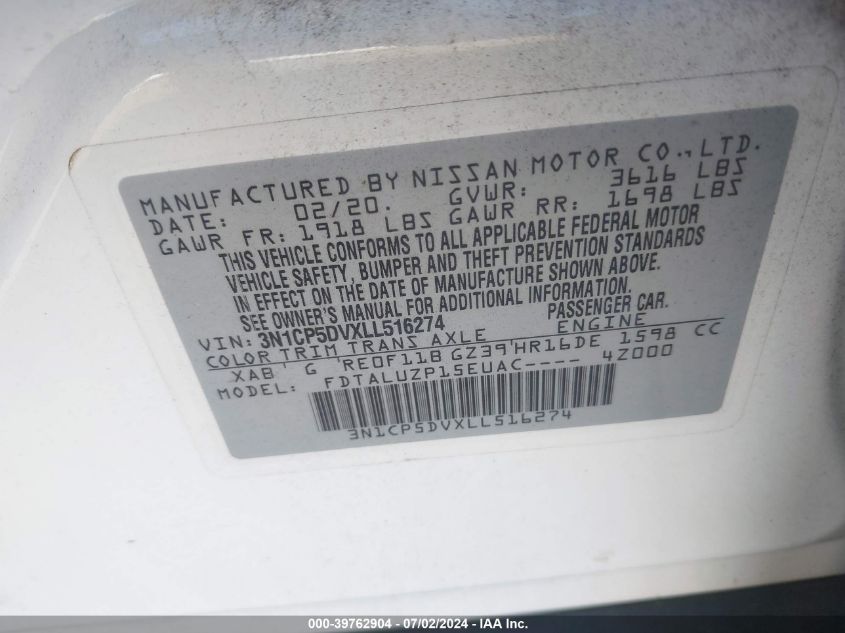 MANUFACTURED BY NISSAN MOTOR CO., LTD.
DATE: 02/20. GVWR: 3616 LBS
GAWR FR: 1918 LBS GAWR RR: 1698 LBS
THIS VEHICLE CONFORMS TO ALL APPLICABLE FEDERAL MOTOR
VEHICLE SAFETY, BUMPER AND THEFT PREVENTION STANDARDS
IN EFFECT ON THE DATE OF MANUFACTURE SHOWN ABOVE.
SEE OWNER'S MANUAL FOR ADDITIONAL INFORMATION.
VIN: 3N1CP5DVXLL516274 PASSENGER CAR.
COLOR TRIM TRANS AXLE ENGINE
XAB G RE0F11B GZ39 HR16DE 1598 CC
MODEL: FDTALUZP15EUAC---- 4Z000
3N1CP5DVXLL516274
000-39762904 - 07/02/2024 - IAA Inc.